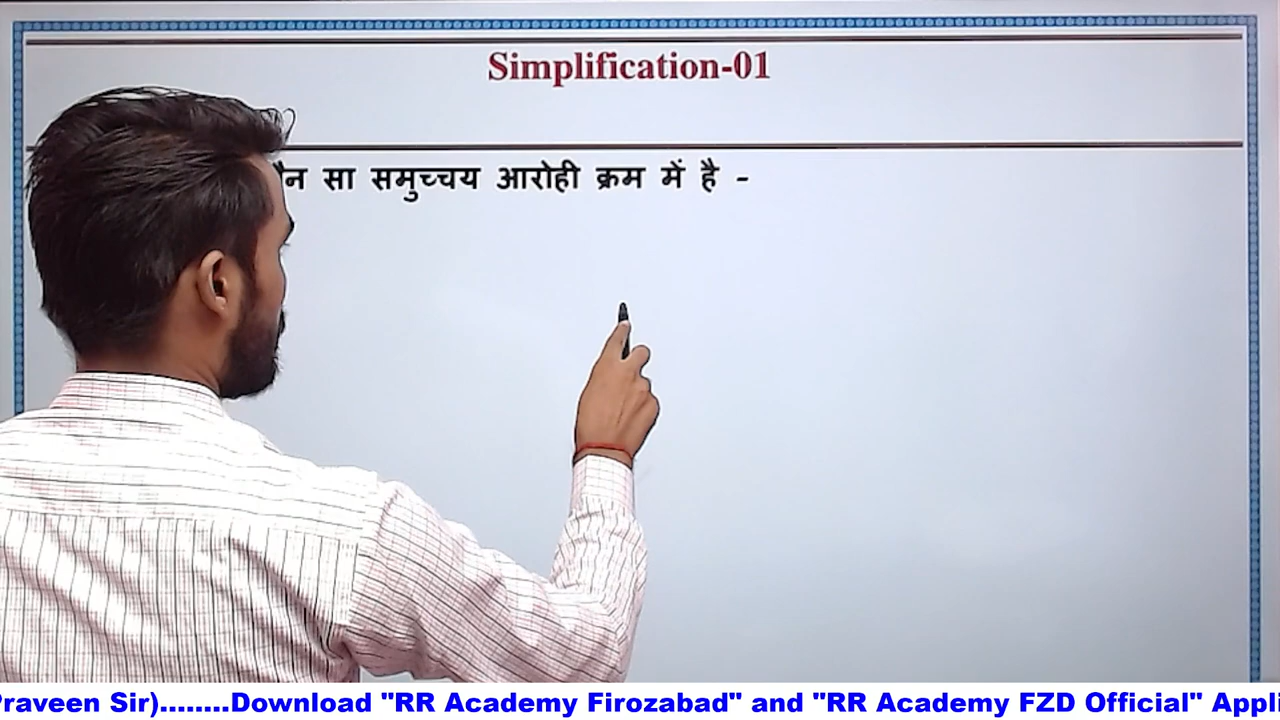 Simplification-01
सा समुच्चय आरोही क्रम में है -
Praveen Sir)........Download "RR Academy Firozabad" and "RR Academy FZD Official" Appli